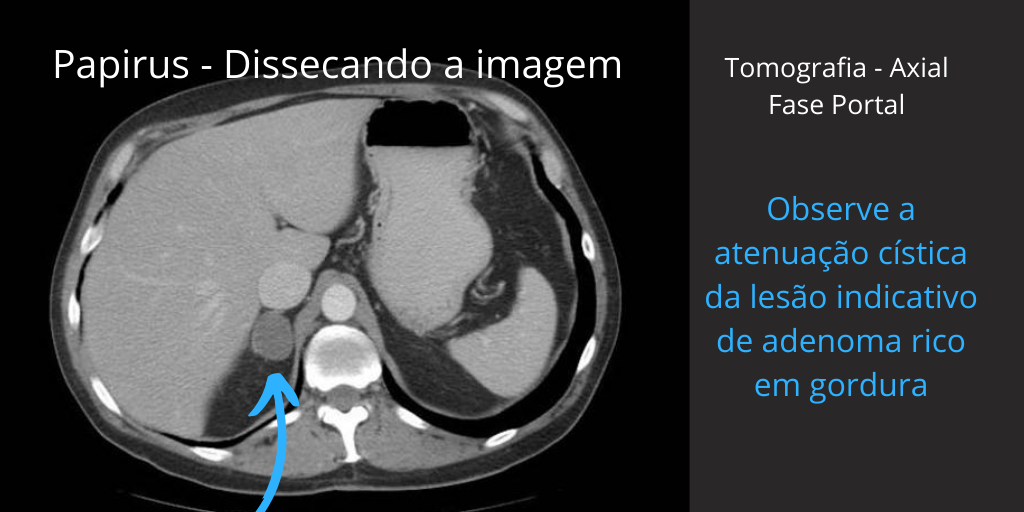 Papirus - Dissecando a imagem
Tomografia - Axial
Fase Portal
Observe a
atenuação cística
da lesão indicativo
de adenoma rico
em gordura